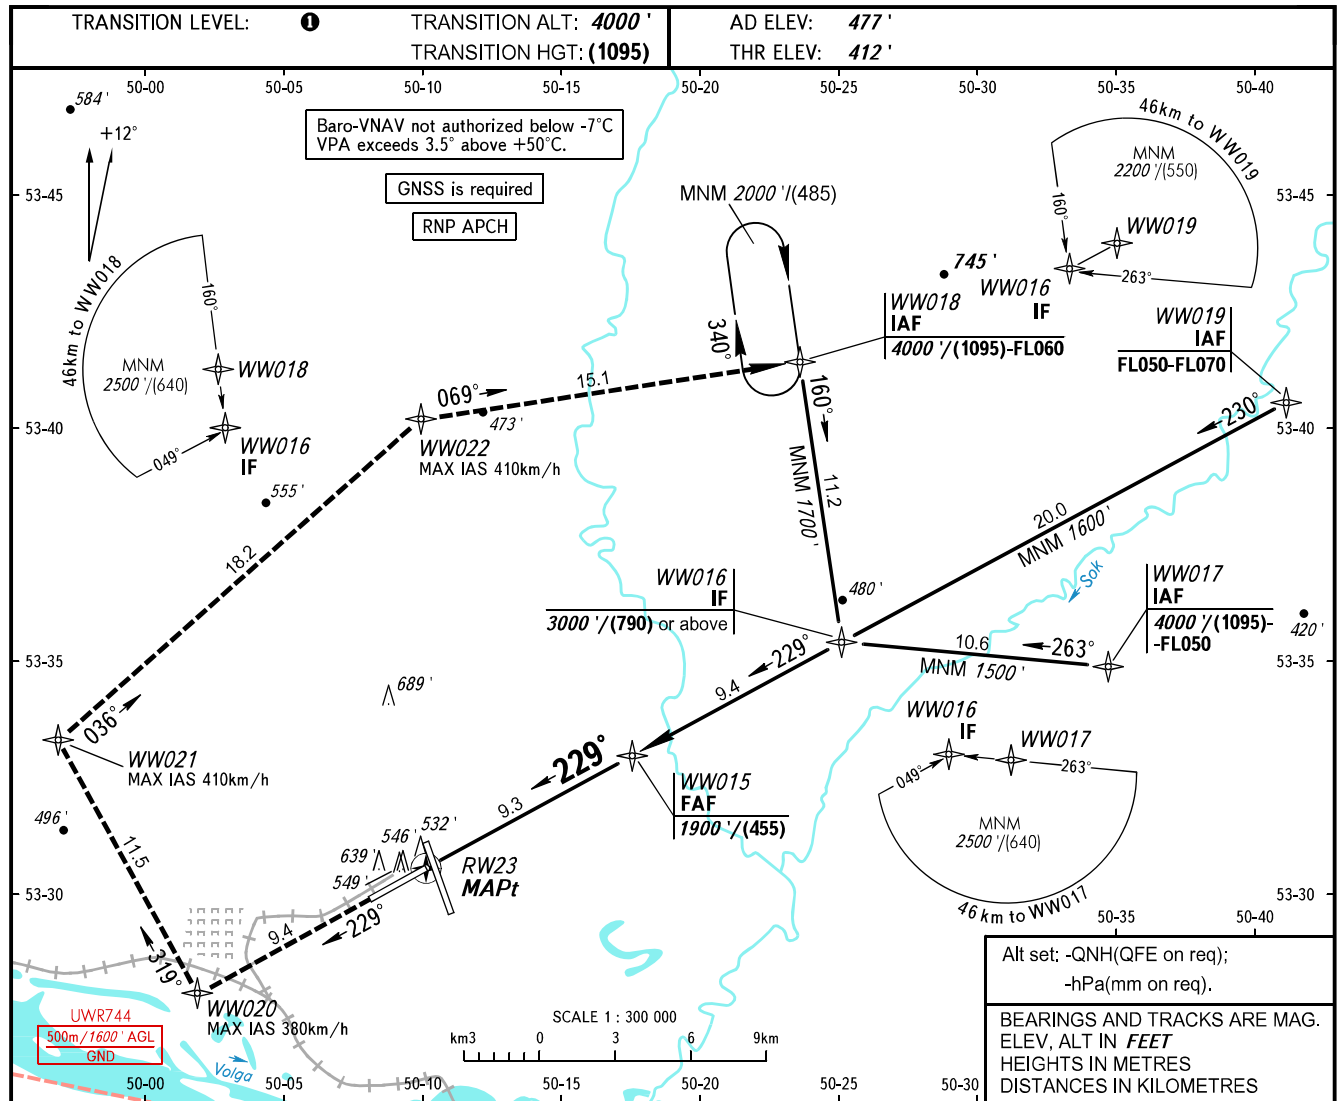 TRANSITION LEVEL: ❶ TRANSITION ALT: 4000 '
TRANSITION HGT: (1095)
AD ELEV: 477 '
THR ELEV: 412 '
50-00 50-05 50-10 50-15 50-20 50-25 50-30 50-35 50-40
584 '
+12°
Baro-VNAV not authorized below -7°C
VPA exceeds 3.5° above +50°C.
GNSS is required
RNP APCH
53-45
MNM 2000 '/(485)
46km to WW019
MNM
2200 '/(550)
160°
WW019
WW016
IF
263°
53-45
46km to WW018
160°
MNM
2500 '/(640)
WW018
WW016
IF
049°
745 '
WW018
IAF
4000 '/(1095)-FL060
WW019
IAF
FL050-FL070
340°
069°
15.1
473 '
WW022
MAX IAS 410km/h
160°
11.2
MNM 1700'
230°
20.0
MNM 1600'
53-40
53-40
555 '
18.2
Sok
WW016
IF
3000 '/(790) or above
480 '
WW017
IAF
4000 '/(1095)-
-FL050
420 '
263°
10.6
MNM 1500'
53-35
53-35
229°
9.4
689 '
036°
WW021
MAX IAS 410km/h
229°
9.3
WW015
FAF
1900 '/(455)
WW016
IF
WW017
049°
263°
MNM
2500 '/(640)
46km to WW017
496 '
11.5
639 '
546 '
532 '
549 '
RW23
MAPt
53-30
53-30
229°
9.4
319°
WW020
MAX IAS 380km/h
UWR744
500m/1600 ' AGL
GND
Volga
SCALE 1 : 300 000
km3 0 3 6 9km
50-35 50-40
Alt set: -QNH(QFE on req);
-hPa(mm on req).
BEARINGS AND TRACKS ARE MAG.
ELEV, ALT IN FEET
HEIGHTS IN METRES
DISTANCES IN KILOMETRES
50-00 50-05 50-10 50-15 50-20 50-25 50-30